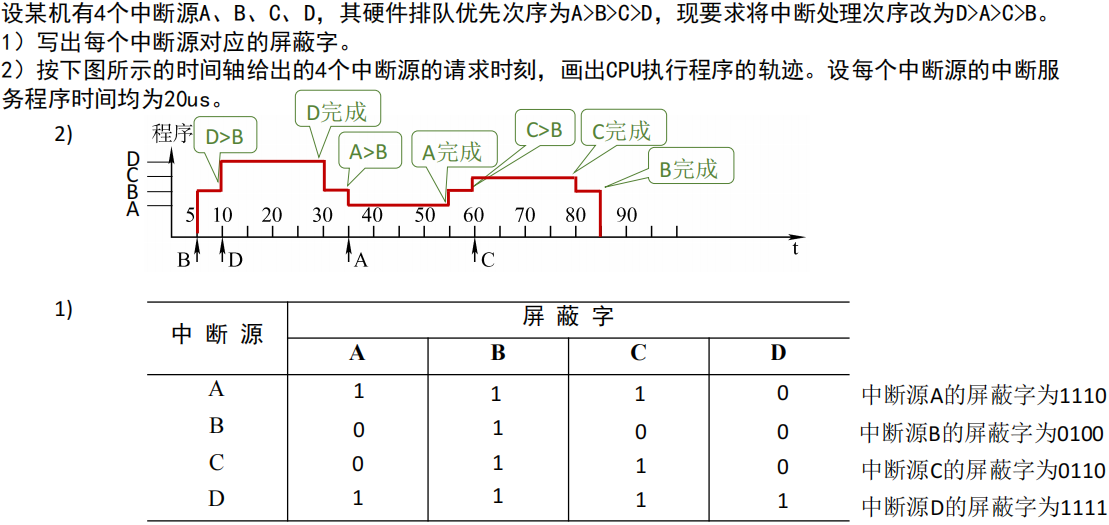 设某机有4个中断源A、B、C、D，其硬件排队优先次序为A>B>C>D，现要求将中断处理次序改为D>A>C>B。
1）写出每个中断源对应的屏蔽字。
2）按下图所示的时间轴给出的4个中断源的请求时刻，画出CPU执行程序的轨迹。设每个中断源的中断服
务程序时间均为20us。
2)
程序
D>B
D完成
A>B
A完成
C>B
C完成
B完成
D
C
B
A
5 10 20 30 40 50 60 70 80 90
B D A C t
1)
中 断 源 屏 蔽 字
A B C D
A 1 1 1 0 中断源A的屏蔽字为1110
B 0 1 0 0 中断源B的屏蔽字为0100
C 0 1 1 0 中断源C的屏蔽字为0110
D 1 1 1 1 中断源D的屏蔽字为1111